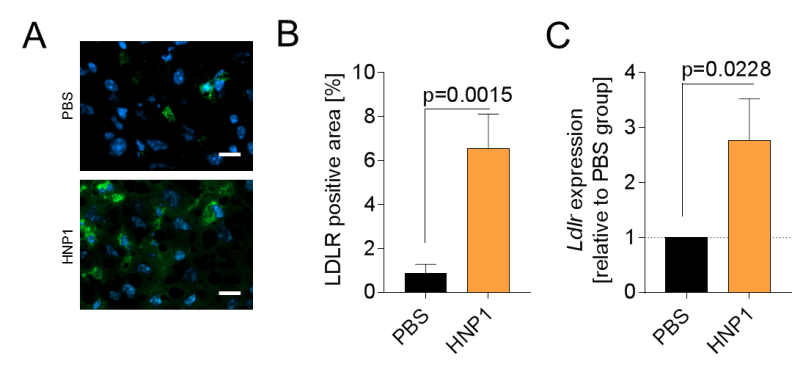 A
PBS
HNP1
B
LDLR positive area [%]
10
8
6
4
2
0
p=0.0015
PBS
HNP1
C
Ldlr expression
[relative to PBS group]
4
3
2
1
0
p=0.0228
PBS
HNP1